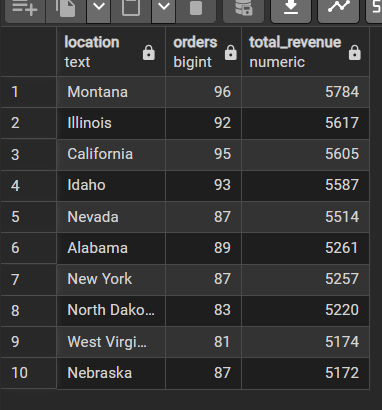 location orders total_revenue
text bigint numeric
1 Montana 96 5784
2 Illinois 92 5617
3 California 95 5605
4 Idaho 93 5587
5 Nevada 87 5514
6 Alabama 89 5261
7 New York 87 5257
8 North Dako... 83 5220
9 West Virgi... 81 5174
10 Nebraska 87 5172